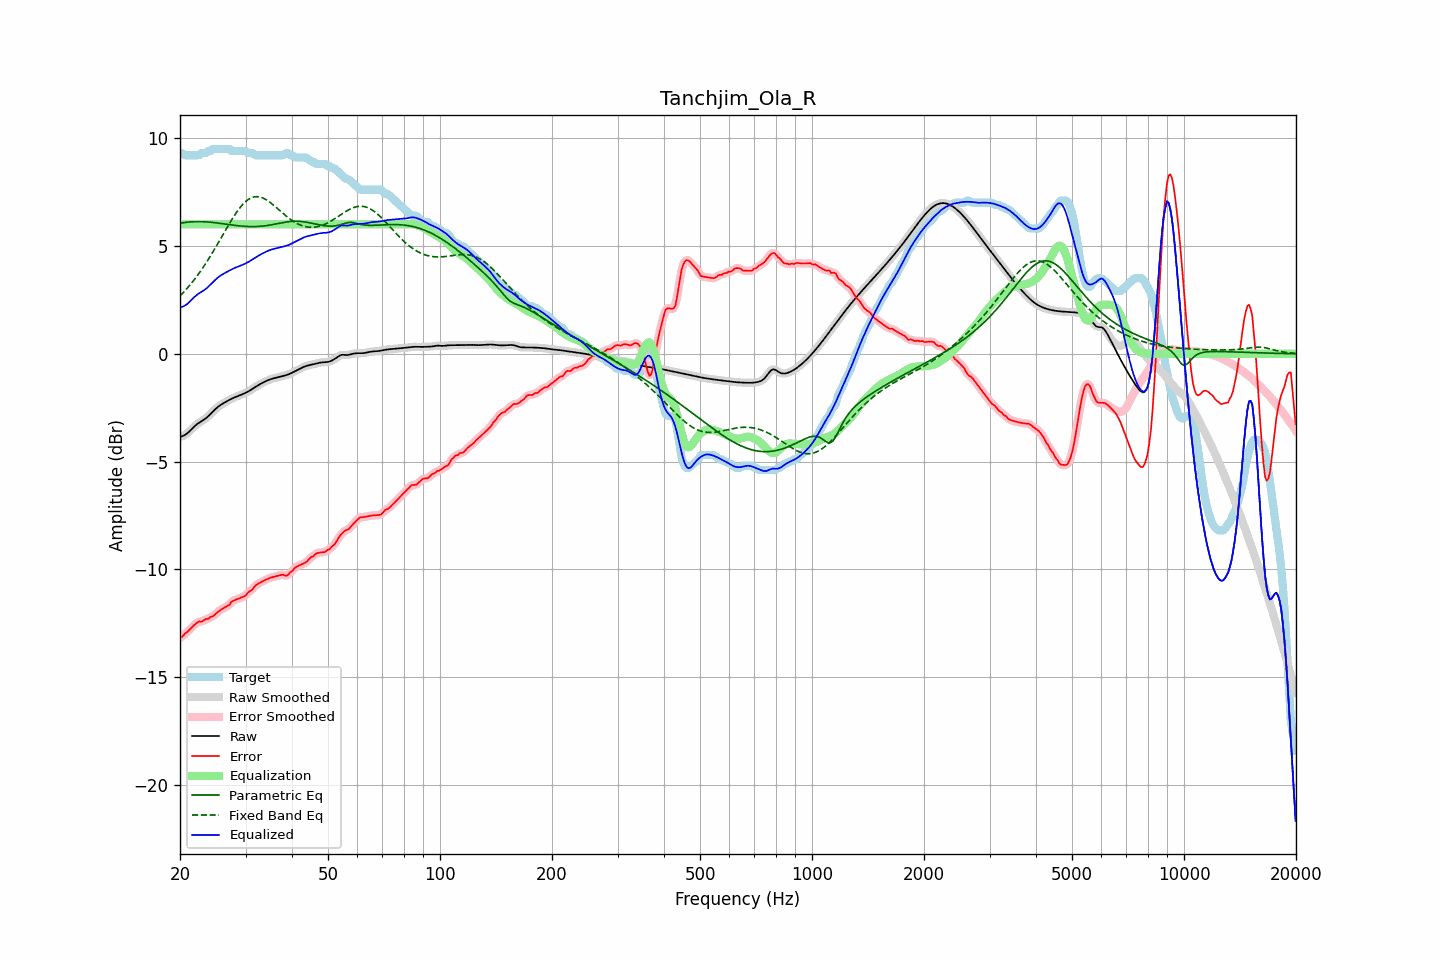 Tanchjim_Ola_R
Amplitude (dBr)
10
5
0
−5
−10
−15
−20
Target
Raw Smoothed
Error Smoothed
Raw
Error
Equalization
Parametric Eq
Fixed Band Eq
Equalized
20 50 100 200 500 1000 2000 5000 10000 20000
Frequency (Hz)